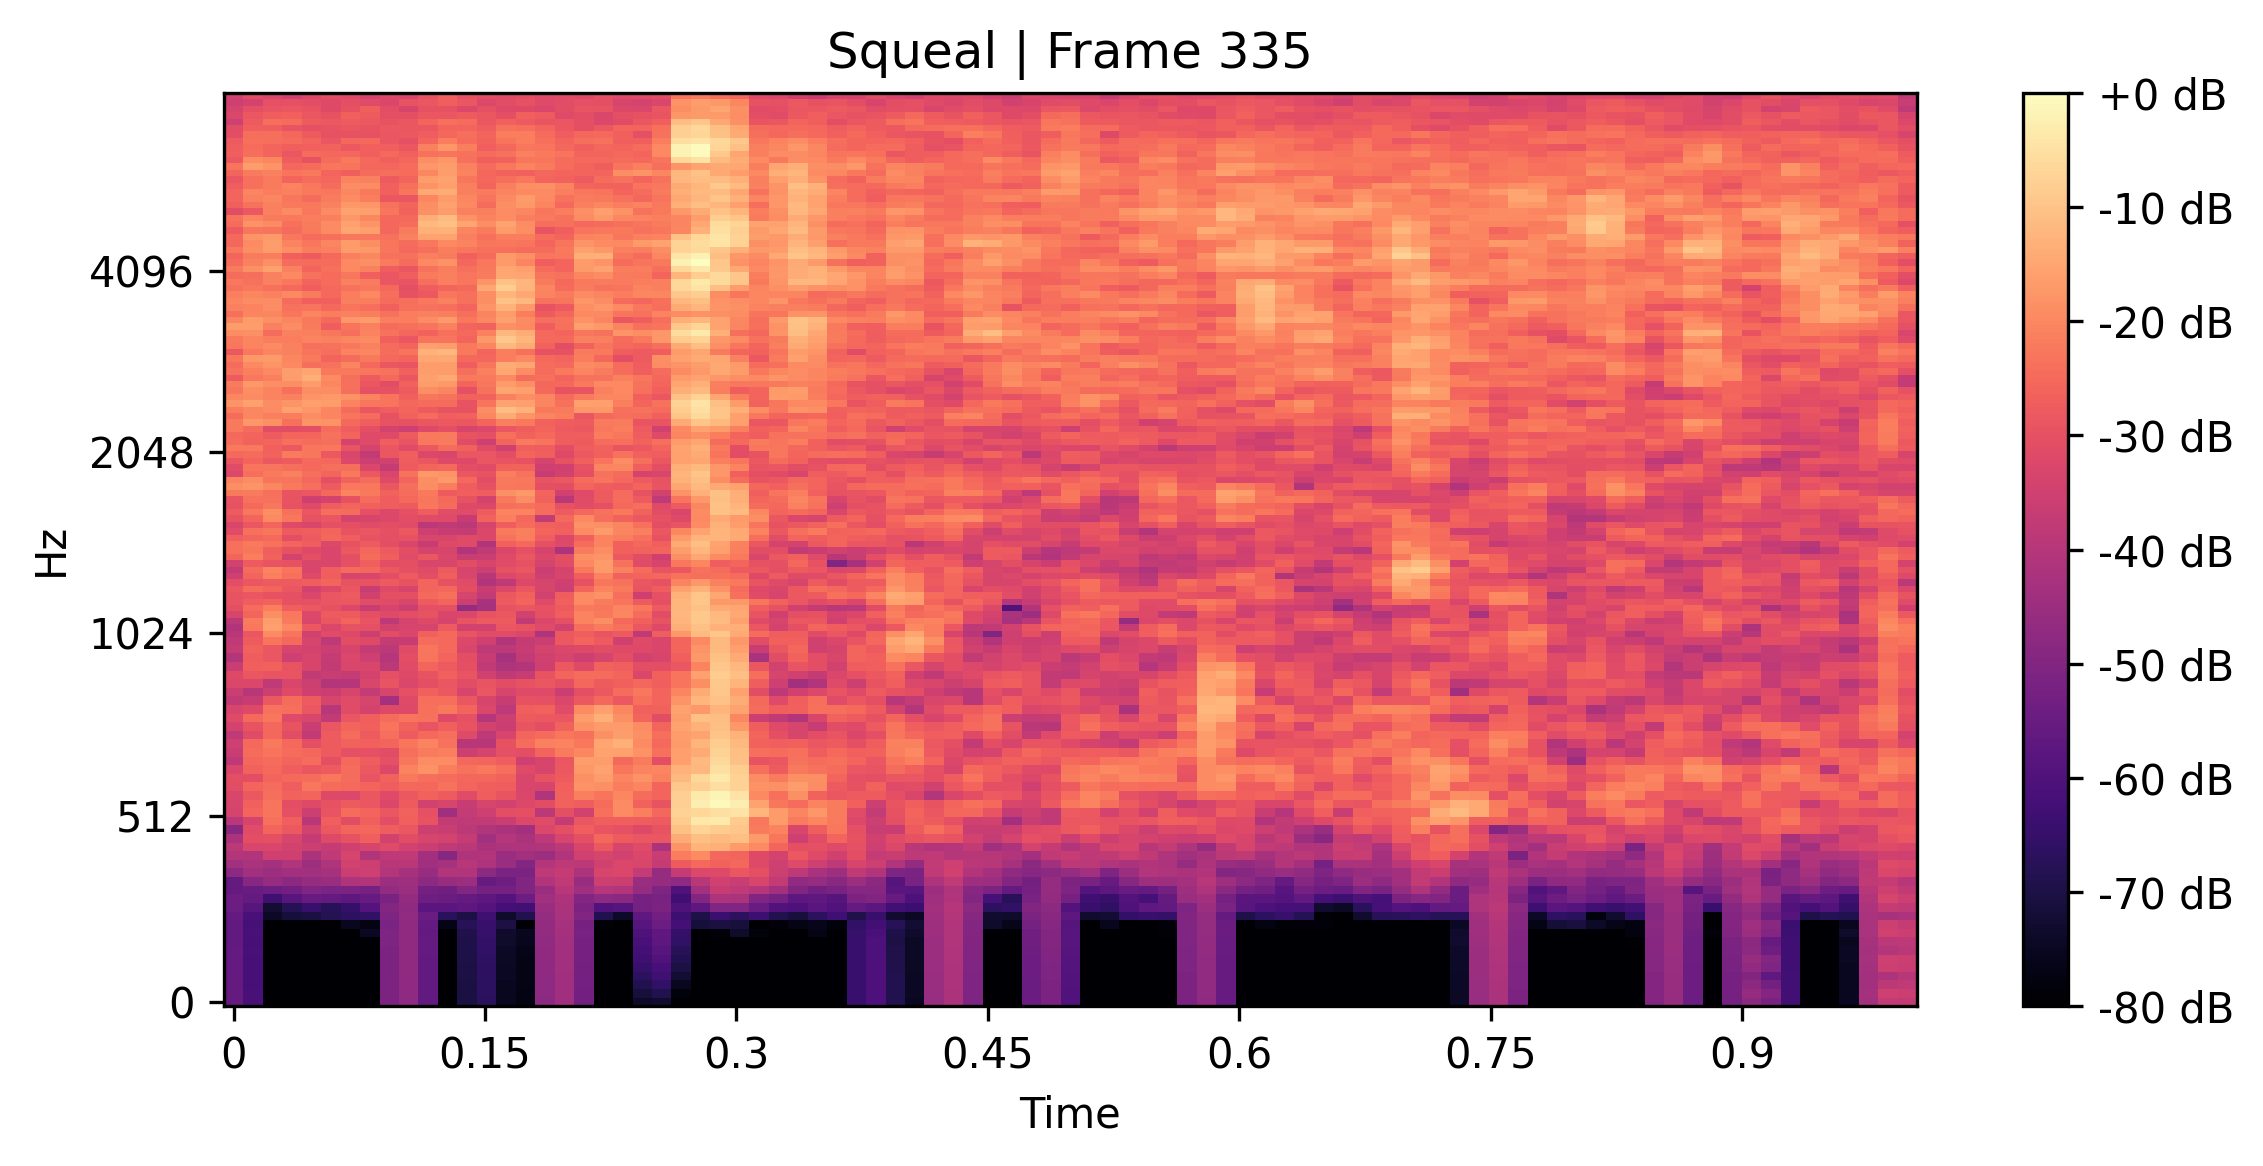 Squeal | Frame 335
Hz
4096
2048
1024
512
0
0 0.15 0.3 0.45 0.6 0.75 0.9
Time
+0 dB
-10 dB
-20 dB
-30 dB
-40 dB
-50 dB
-60 dB
-70 dB
-80 dB